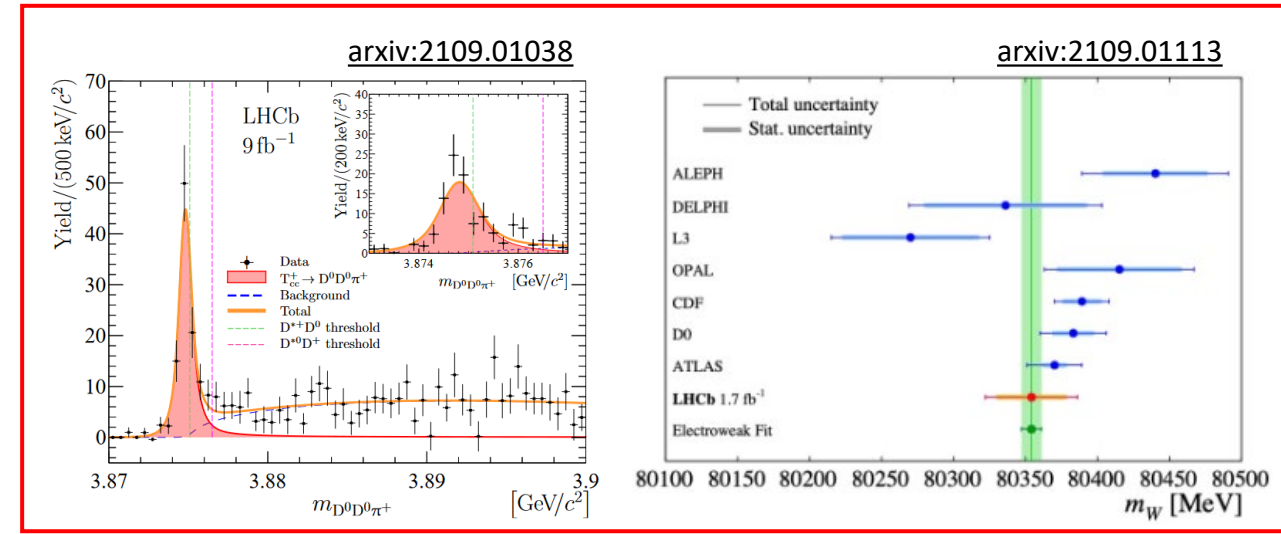 arxiv:2109.01038
Yield/(500 keV/c²)
70
60
50
40
30
20
10
0
LHCb
9 fb⁻¹
Data
T⁺cc → D⁰D⁰π⁺
Background
Total
D*⁺D⁰ threshold
D*⁰D⁺ threshold
3.87
3.88
3.89
3.9
m D⁰D⁰π⁺
[GeV/c²]
Yield/(200 keV/c²)
40
35
30
25
20
15
10
5
0
3.874
3.876
m D⁰D⁰π⁺
[GeV/c²]
arxiv:2109.01113
Total uncertainty
Stat. uncertainty
ALEPH
DELPHI
L3
OPAL
CDF
D0
ATLAS
LHCb 1.7 fb⁻¹
Electroweak Fit
80100 80150 80200 80250 80300 80350 80400 80450 80500
m_W [MeV]